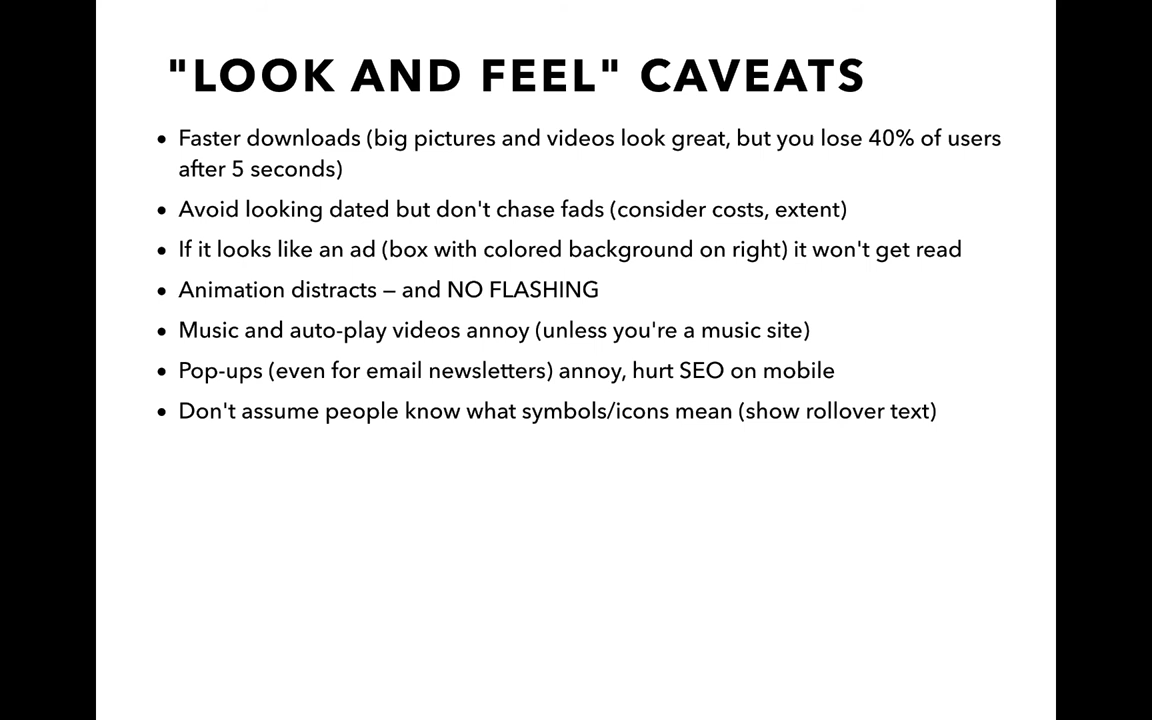 "LOOK AND FEEL" CAVEATS
• Faster downloads (big pictures and videos look great, but you lose 40% of users
after 5 seconds)
• Avoid looking dated but don't chase fads (consider costs, extent)
• If it looks like an ad (box with colored background on right) it won't get read
• Animation distracts – and NO FLASHING
• Music and auto-play videos annoy (unless you're a music site)
• Pop-ups (even for email newsletters) annoy, hurt SEO on mobile
• Don't assume people know what symbols/icons mean (show rollover text)